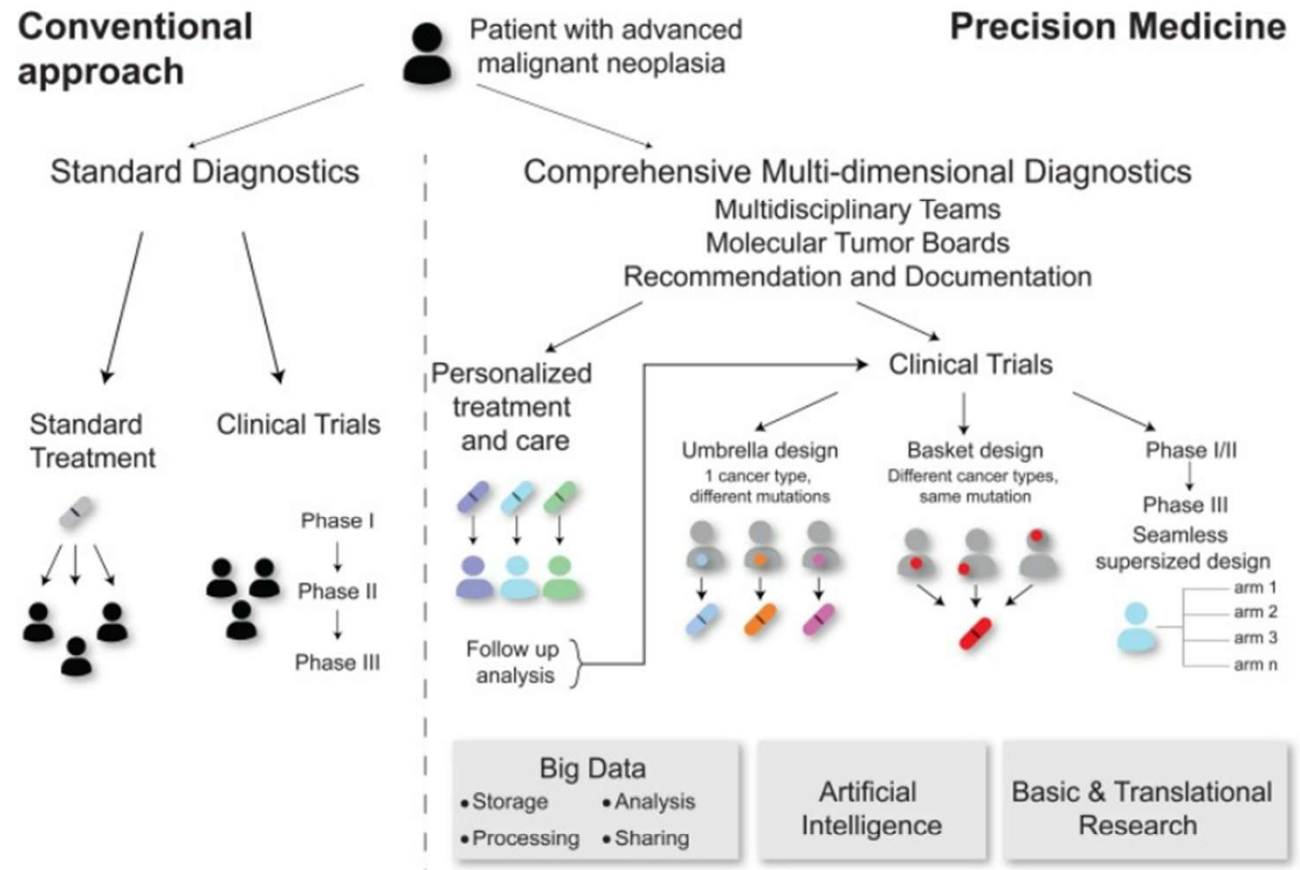 Conventional
approach
Patient with advanced
malignant neoplasia
Precision Medicine
Standard Diagnostics
Standard
Treatment
Clinical Trials
Phase I
Phase II
Phase III
Comprehensive Multi-dimensional Diagnostics
Multidisciplinary Teams
Molecular Tumor Boards
Recommendation and Documentation
Personalized
treatment
and care
Follow up
analysis
Clinical Trials
Umbrella design
1 cancer type,
different mutations
Basket design
Different cancer types,
same mutation
Phase I/II
Phase III
Seamless
supersized design
arm 1
arm 2
arm 3
arm n
Big Data
• Storage
• Analysis
• Processing
• Sharing
Artificial
Intelligence
Basic & Translational
Research